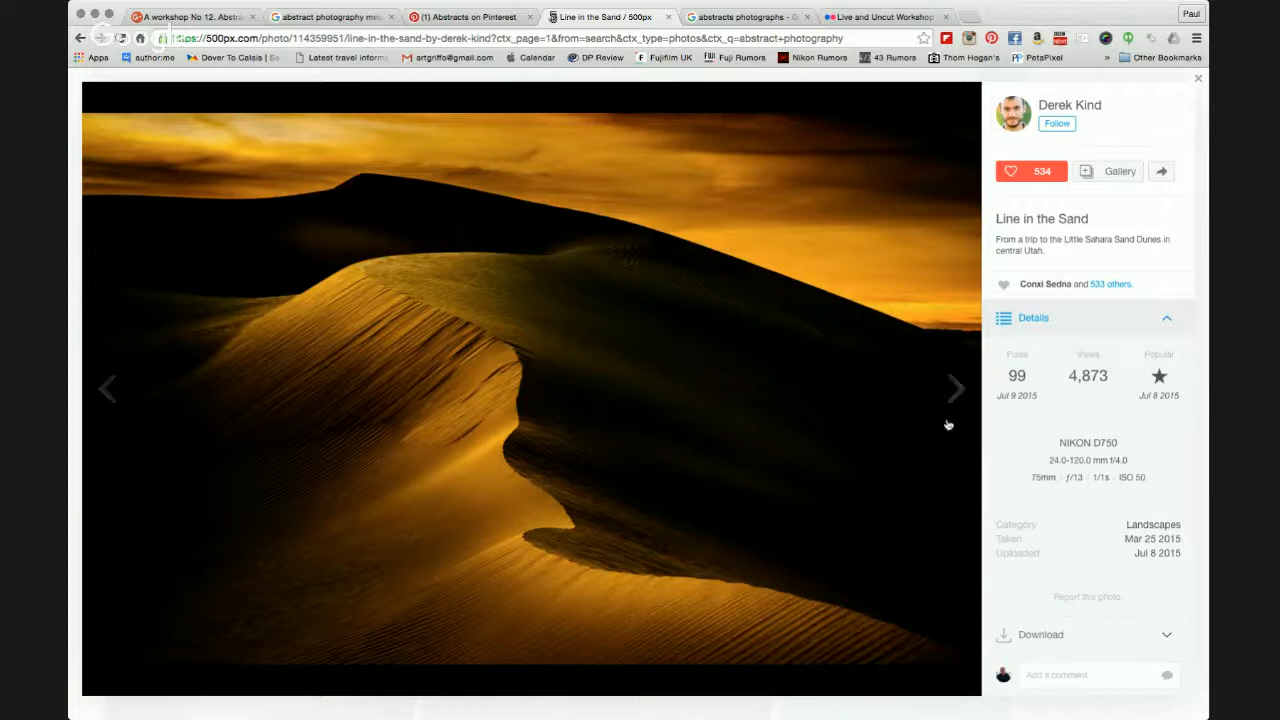 A workshop No 12. Abstra
abstract photography mea
(1) Abstracts on Pinterest
Line in the Sand / 500px
abstracts photographs - G
Live and Uncut Workshop
Paul
https://500px.com/photo/114359951/line-in-the-sand-by-derek-kind?ctx_page=1&from=search&ctx_type=photos&ctx_q=abstract+photography
Apps
author:me
Dover To Calais | Se
Latest travel inform
artgriffo@gmail.com
Calendar
DP Review
Fujifilm UK
Fuji Rumors
Nikon Rumors
43 Rumors
Thom Hogan's
PetaPixel
» Other Bookmarks
Derek Kind
Follow
534
Gallery
Line in the Sand
From a trip to the Little Sahara Sand Dunes in
central Utah.
Conxi Sedna and 533 others.
Details
Pulse Views Popular
99 4,873
Jul 9 2015 Jul 8 2015
NIKON D750
24.0-120.0 mm f/4.0
75mm / ƒ/13 / 1/1s / ISO 50
Category Landscapes
Taken Mar 25 2015
Uploaded Jul 8 2015
Report this photo.
Download
Add a comment